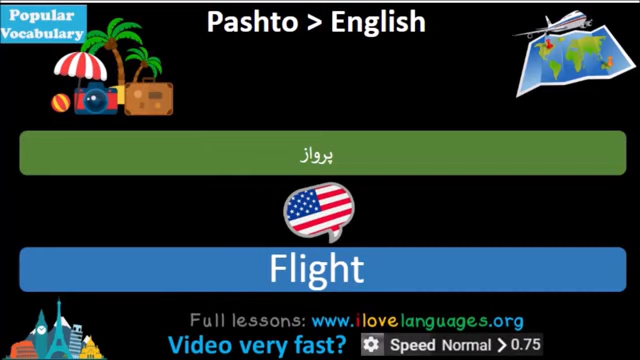 Popular
Vocabulary
Pashto > English
پرواز
Flight
Full lessons: www.ilovelanguages.org
Video very fast? Speed Normal > 0.75